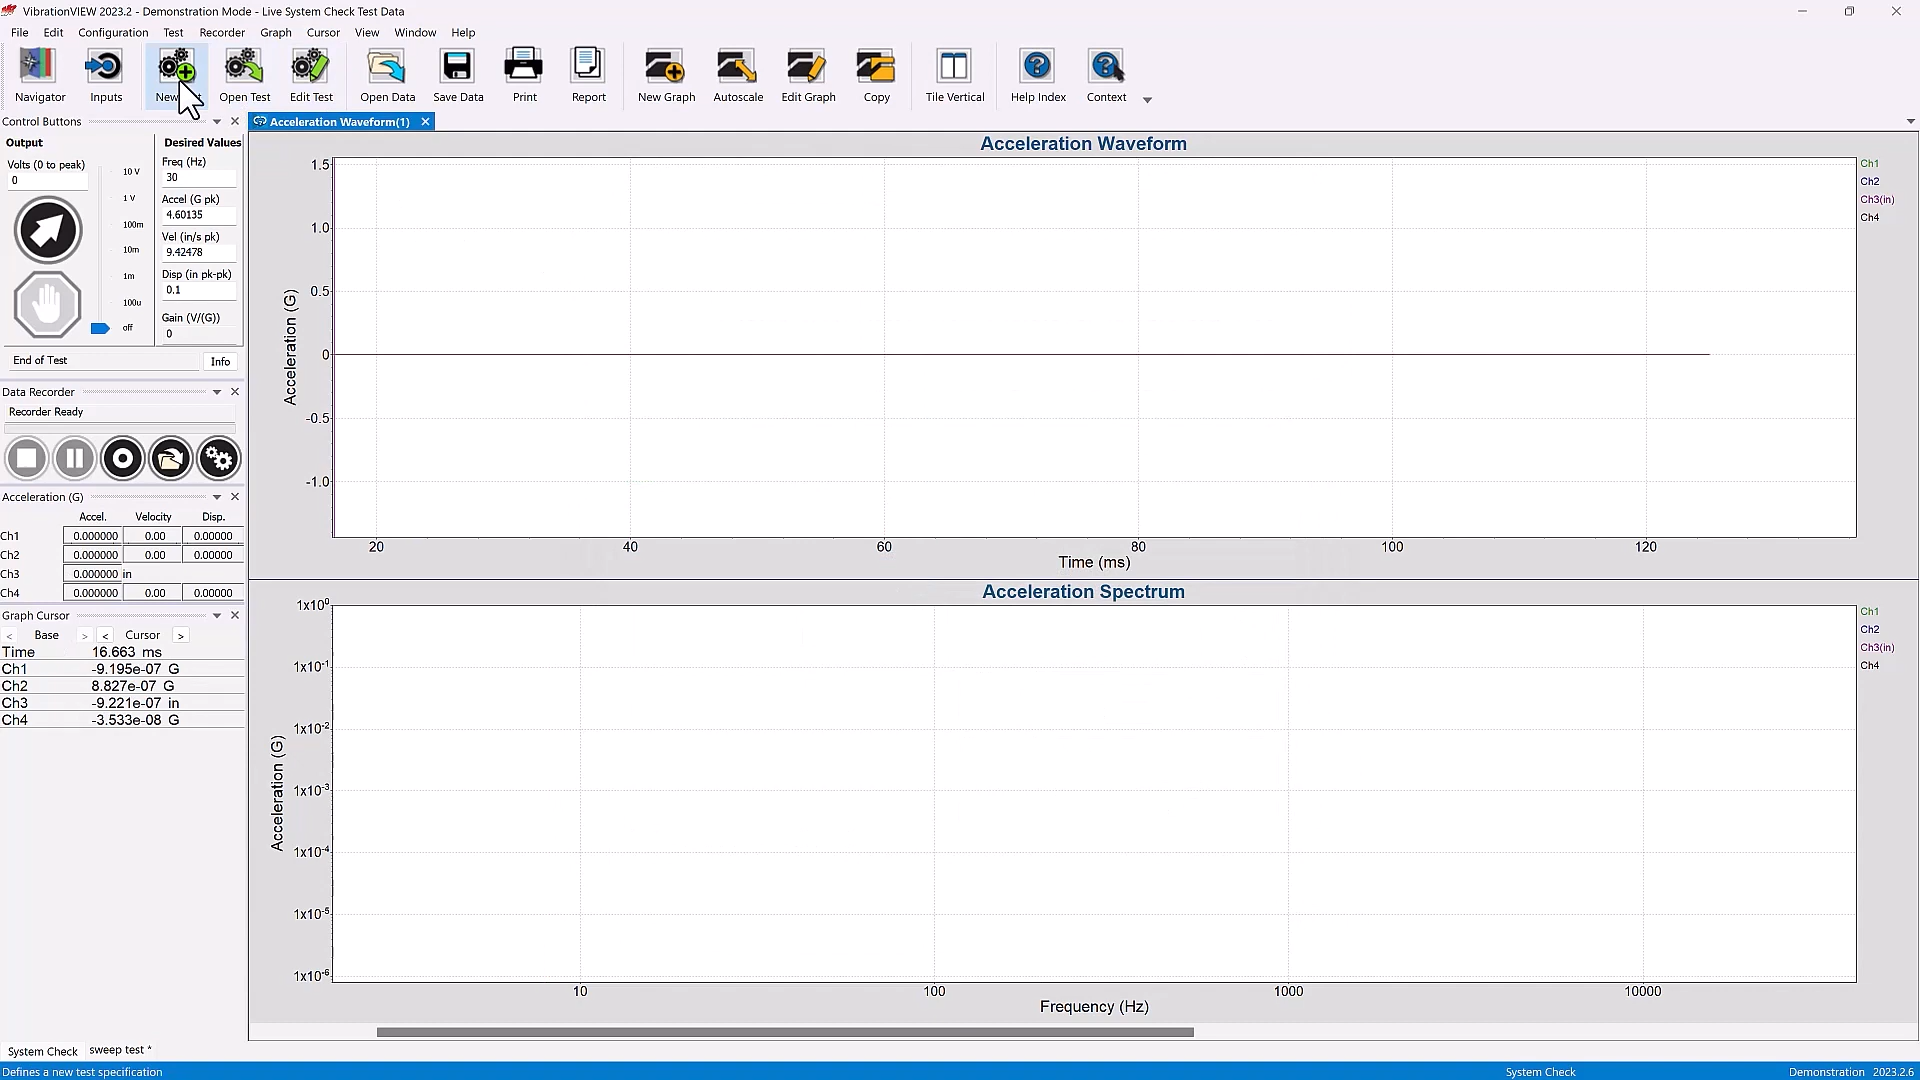 VibrationVIEW 2023.2 - Demonstration Mode - Live System Check Test Data
File Edit Configuration Test Recorder Graph Cursor View Window Help
Navigator Inputs New Open Test Edit Test Open Data Save Data Print Report New Graph Autoscale Edit Graph Copy Tile Vertical Help Index Context
Control Buttons
Acceleration Waveform(1)
Output
Desired Values
Volts (0 to peak)
0
10 V
1 V
100m
10m
1m
100u
off
Freq (Hz)
30
Accel (G pk)
4.60135
Vel (in/s pk)
9.42478
Disp (in pk-pk)
0.1
Gain (V/(G))
0
End of Test
Info
Data Recorder
Recorder Ready
Acceleration (G)
Accel. Velocity Disp.
Ch1 0.000000 0.00 0.00000
Ch2 0.000000 0.00 0.00000
Ch3 0.000000 in
Ch4 0.000000 0.00 0.00000
Graph Cursor
< Base > < Cursor >
Time 16.663 ms
Ch1 -9.195e-07 G
Ch2 8.827e-07 G
Ch3 -9.221e-07 in
Ch4 -3.533e-08 G
Acceleration Waveform
Acceleration (G)
1.5
1.0
0.5
0
-0.5
-1.0
20 40 60 80 100 120
Time (ms)
Ch1
Ch2
Ch3(in)
Ch4
Acceleration Spectrum
Acceleration (G)
1x10⁰
1x10⁻¹
1x10⁻²
1x10⁻³
1x10⁻⁴
1x10⁻⁵
1x10⁻⁶
10 100 1000 10000
Frequency (Hz)
Ch1
Ch2
Ch3(in)
Ch4
System Check sweep test *
Defines a new test specification
System Check
Demonstration 2023.2.6